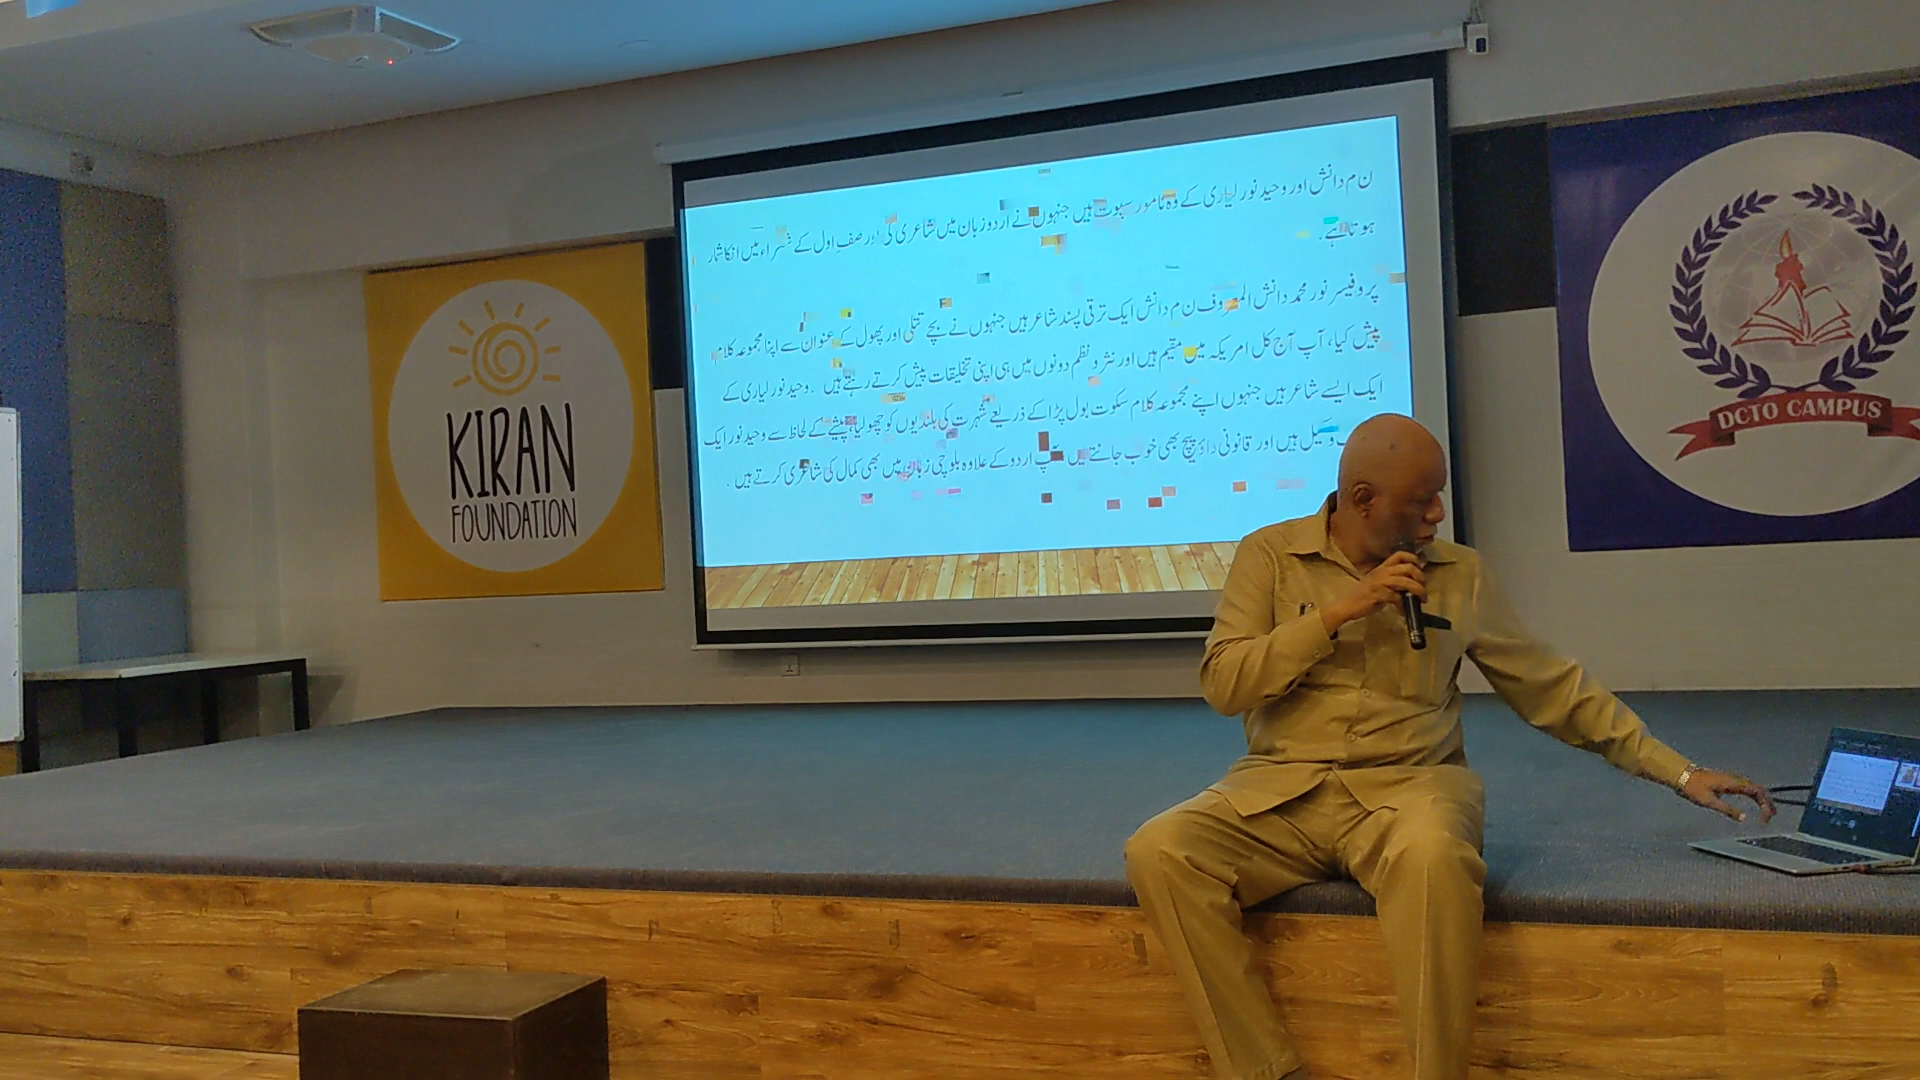 KIRAN
FOUNDATION
ن م دانش اور وحید نور لیاری کے وہ نامور سپوت ہیں جنہوں نے اردو زبان میں شاعری کی اور صفِ اول کے شعراء میں انکا شمار
ہوتا ہے ۔
پروفیسر نور محمد دانش المعروف ن م دانش ایک ترقی پسند شاعر ہیں جنہوں نے بچے تتلی اور پھول کے عنوان سے اپنا مجموعہ کلام
پیش کیا، آپ آج کل امریکہ میں مقیم ہیں اور نثر و نظم دونوں میں ہی اپنی تخلیقات پیش کرتے رہتے ہیں ۔ وحید نور لیاری کے
ایک ایسے شاعر ہیں جنہوں اپنے مجموعہ کلام سکوت بول پڑا کے ذریعے شہرت کی بلندیوں کو چھو لیا، پیشے کے لحاظ سے وحید نور ایک
وکیل ہیں اور قانونی داؤ پیچ بھی خوب جانتے ہیں آپ اردو کے علاوہ بلوچی زبان میں بھی کمال کی شاعری کرتے ہیں ۔
DCTO CAMPUS